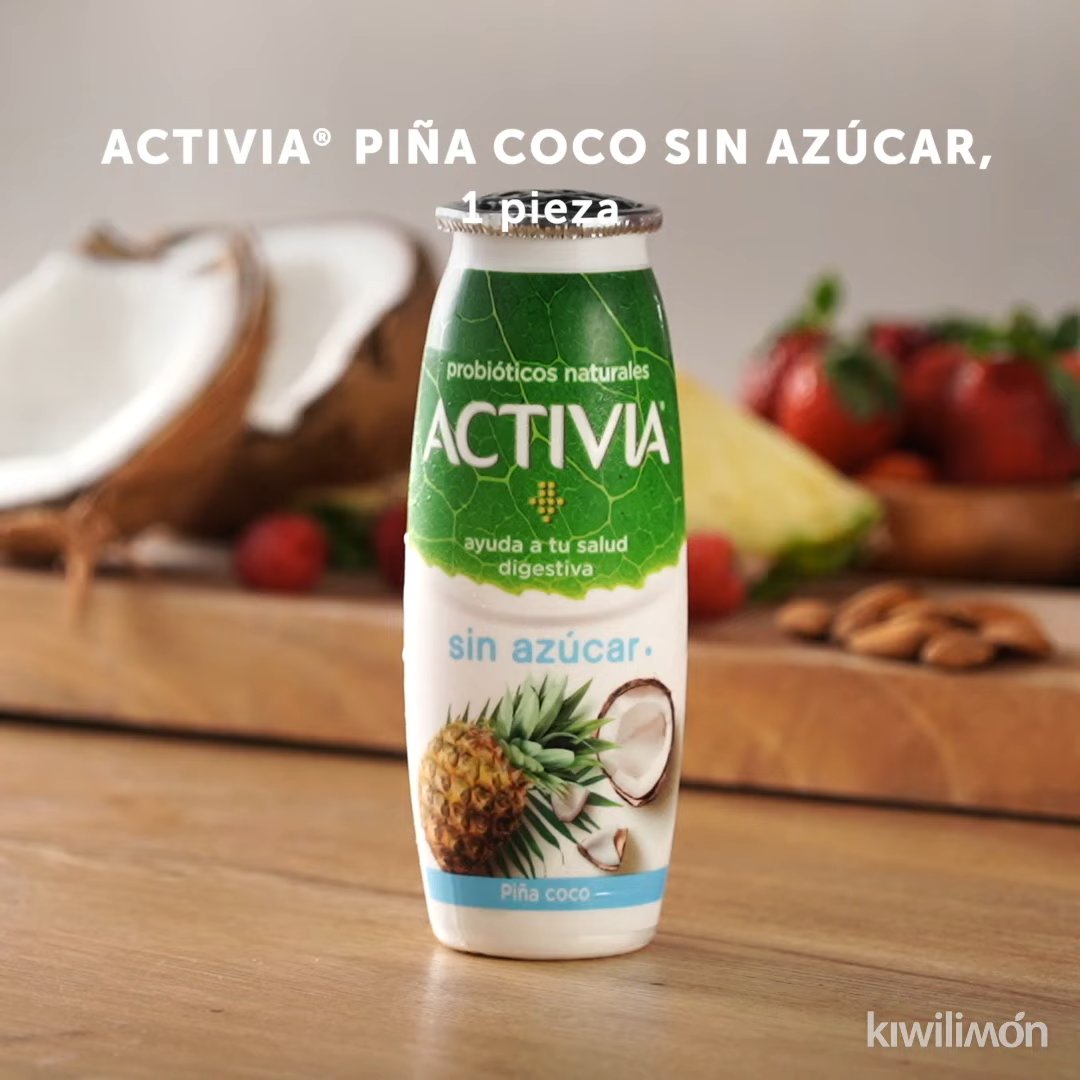 ACTIVIA® PIÑA COCO SIN AZÚCAR,
1 pieza
probióticos naturales
ACTIVIA®
ayuda a tu salud
digestiva
sin azúcar
Piña coco
kiwilimón